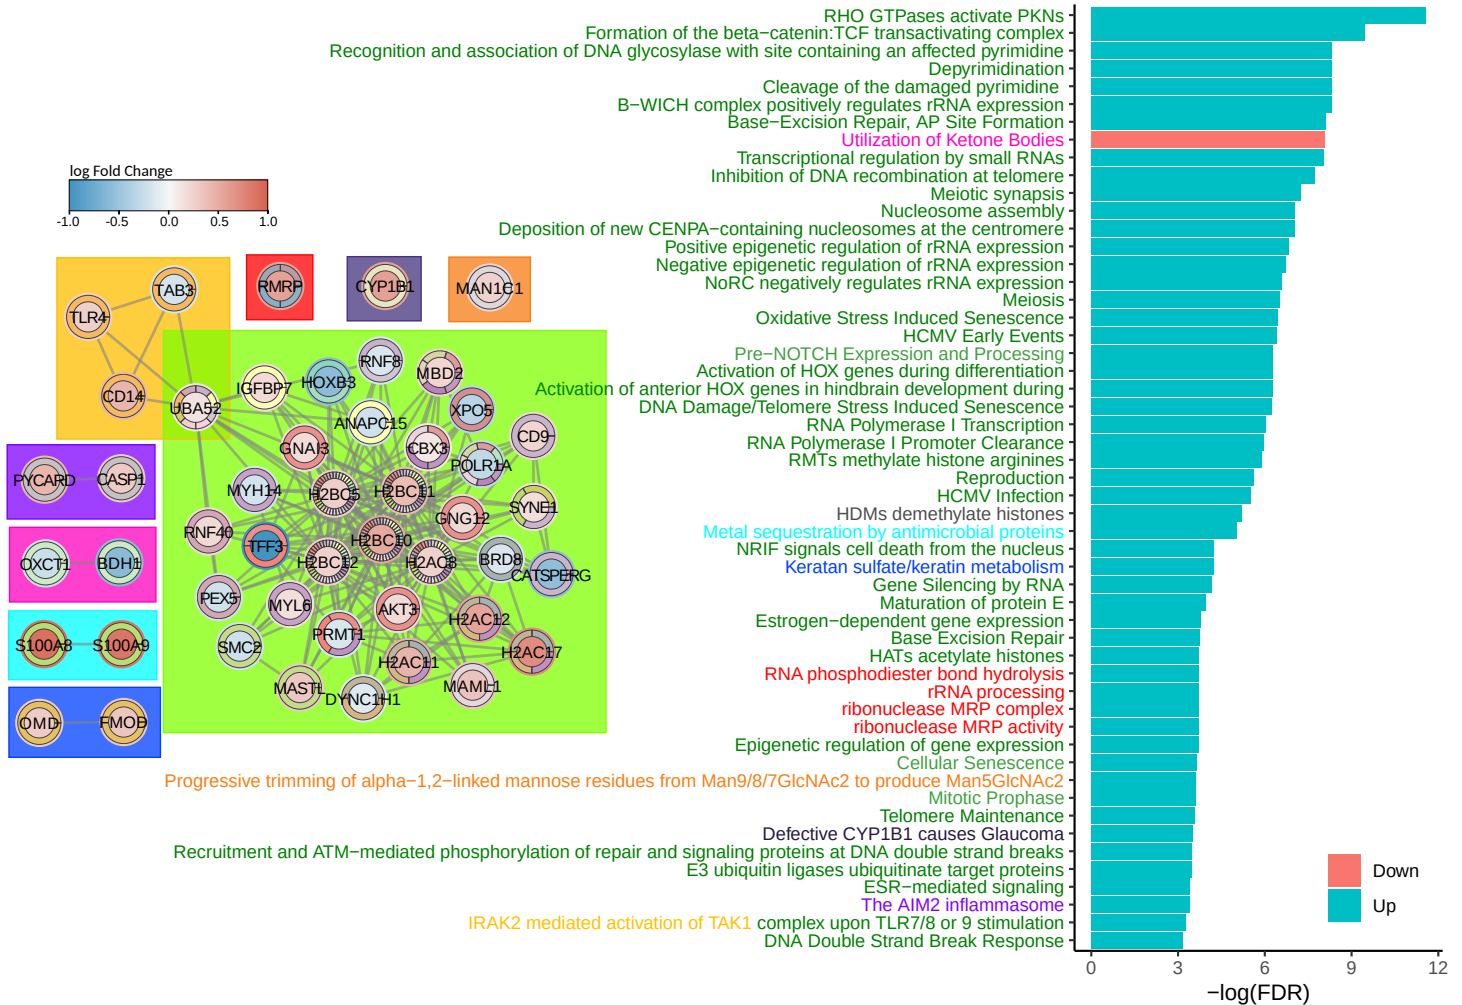 log Fold Change
-1.0 -0.5 0.0 0.5 1.0
TAB3
TLR4
CD14
UBA52
RMRP
CYP1B1
MAN1C1
PYCARD
CASP1
OXCT1
BDH1
S100A8
S100A9
OMD
FMOD
RNF8
MBD2
IGFBP7
HOXB3
XPO5
ANAPC15
CD9
GNAI3
CBX3
POLR1A
MYH14
H2BC5
H2BC11
SYNE1
GNG12
RNF40
TFF3
H2BC10
H2BC12
H2AC8
BRD8
CATSPERG
PEX5
MYL6
AKT3
H2AC12
SMC2
PRMT1
H2AC11
H2AC17
MASTL
DYNC1H1
MAML1
RHO GTPases activate PKNs
Formation of the beta−catenin:TCF transactivating complex
Recognition and association of DNA glycosylase with site containing an affected pyrimidine
Depyrimidination
Cleavage of the damaged pyrimidine
B−WICH complex positively regulates rRNA expression
Base−Excision Repair, AP Site Formation
Utilization of Ketone Bodies
Transcriptional regulation by small RNAs
Inhibition of DNA recombination at telomere
Meiotic synapsis
Nucleosome assembly
Deposition of new CENPA−containing nucleosomes at the centromere
Positive epigenetic regulation of rRNA expression
Negative epigenetic regulation of rRNA expression
NoRC negatively regulates rRNA expression
Meiosis
Oxidative Stress Induced Senescence
HCMV Early Events
Pre−NOTCH Expression and Processing
Activation of HOX genes during differentiation
Activation of anterior HOX genes in hindbrain development during
DNA Damage/Telomere Stress Induced Senescence
RNA Polymerase I Transcription
RNA Polymerase I Promoter Clearance
RMTs methylate histone arginines
Reproduction
HCMV Infection
HDMs demethylate histones
Metal sequestration by antimicrobial proteins
NRIF signals cell death from the nucleus
Keratan sulfate/keratin metabolism
Gene Silencing by RNA
Maturation of protein E
Estrogen−dependent gene expression
Base Excision Repair
HATs acetylate histones
RNA phosphodiester bond hydrolysis
rRNA processing
ribonuclease MRP complex
ribonuclease MRP activity
Epigenetic regulation of gene expression
Cellular Senescence
Progressive trimming of alpha−1,2−linked mannose residues from Man9/8/7GlcNAc2 to produce Man5GlcNAc2
Mitotic Prophase
Telomere Maintenance
Defective CYP1B1 causes Glaucoma
Recruitment and ATM−mediated phosphorylation of repair and signaling proteins at DNA double strand breaks
E3 ubiquitin ligases ubiquitinate target proteins
ESR−mediated signaling
The AIM2 inflammasome
IRAK2 mediated activation of TAK1 complex upon TLR7/8 or 9 stimulation
DNA Double Strand Break Response
Down
Up
0 3 6 9 12
−log(FDR)